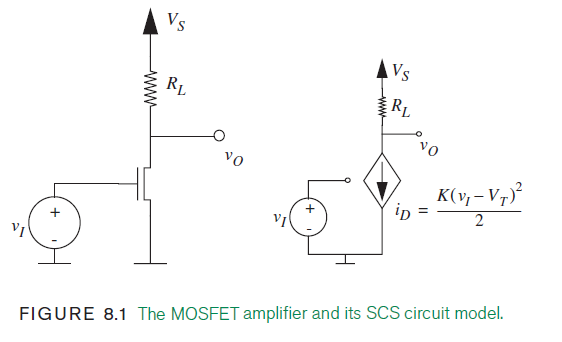 V_S
R_L
v_O
+
v_I
-
V_S
R_L
v_O
+
v_I
-
i_D = K(v_I – V_T)^2 / 2
FIGURE 8.1 The MOSFET amplifier and its SCS circuit model.